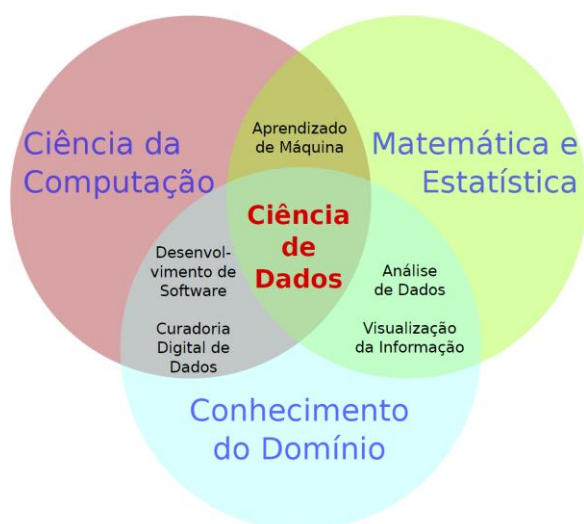 Aprendizado
de Máquina
Ciência da
Computação
Matemática e
Estatística
Ciência
de
Dados
Desenvol-
vimento de
Software
Curadoria
Digital de
Dados
Análise
de Dados
Visualização
da Informação
Conhecimento
do Domínio